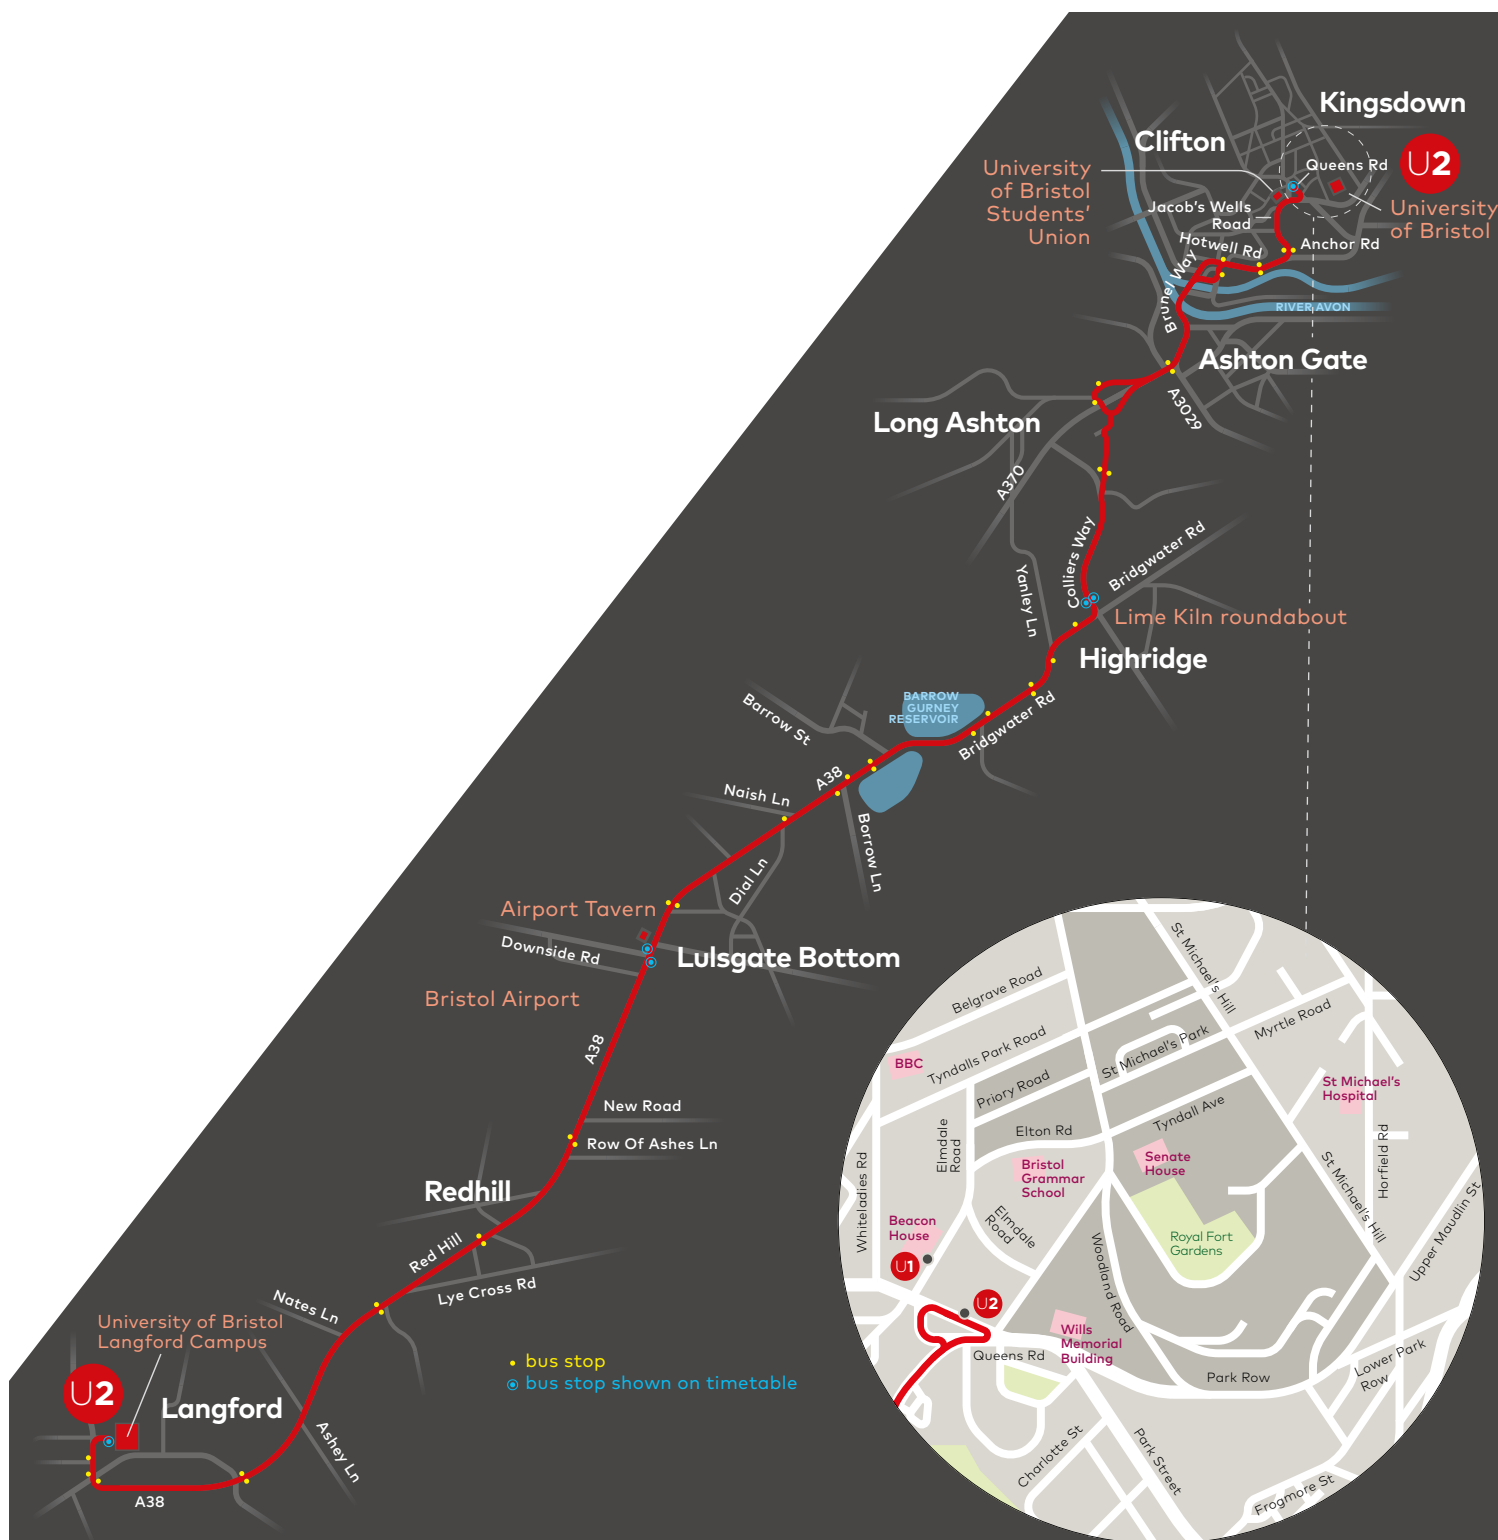 Kingsdown
Clifton
U2
Queens Rd
University
of Bristol
Students'
Union
Jacob's Wells
Road
University
of Bristol
Hotwell Rd
Anchor Rd
Brunel Way
RIVER AVON
Ashton Gate
A3029
Long Ashton
A370
Colliers Way
Bridgwater Rd
Yanley Ln
Lime Kiln roundabout
Highridge
BARROW
GURNEY
RESERVOIR
Bridgwater Rd
Barrow St
A38
Naish Ln
Borrow Ln
Dial Ln
Airport Tavern
Downside Rd
Lulsgate Bottom
Bristol Airport
A38
New Road
Row Of Ashes Ln
Redhill
Red Hill
Lye Cross Rd
Nates Ln
University of Bristol
Langford Campus
U2
Langford
Ashey Ln
A38
bus stop
bus stop shown on timetable
St Michael's Hill
Belgrave Road
Myrtle Road
Tyndalls Park Road
St Michael's Park
BBC
Priory Road
St Michael's
Hospital
Tyndall Ave
Elmdale
Road
Elton Rd
Horfield Rd
Whiteladies Rd
Bristol
Grammar
School
Senate
House
St Michael's Hill
Upper Maudlin St
Beacon
House
Elmdale
Road
Royal Fort
Gardens
U1
Woodland Road
U2
Wills
Memorial
Building
Queens Rd
Park Row
Lower Park
Row
Charlotte St
Park Street
Frogmore St